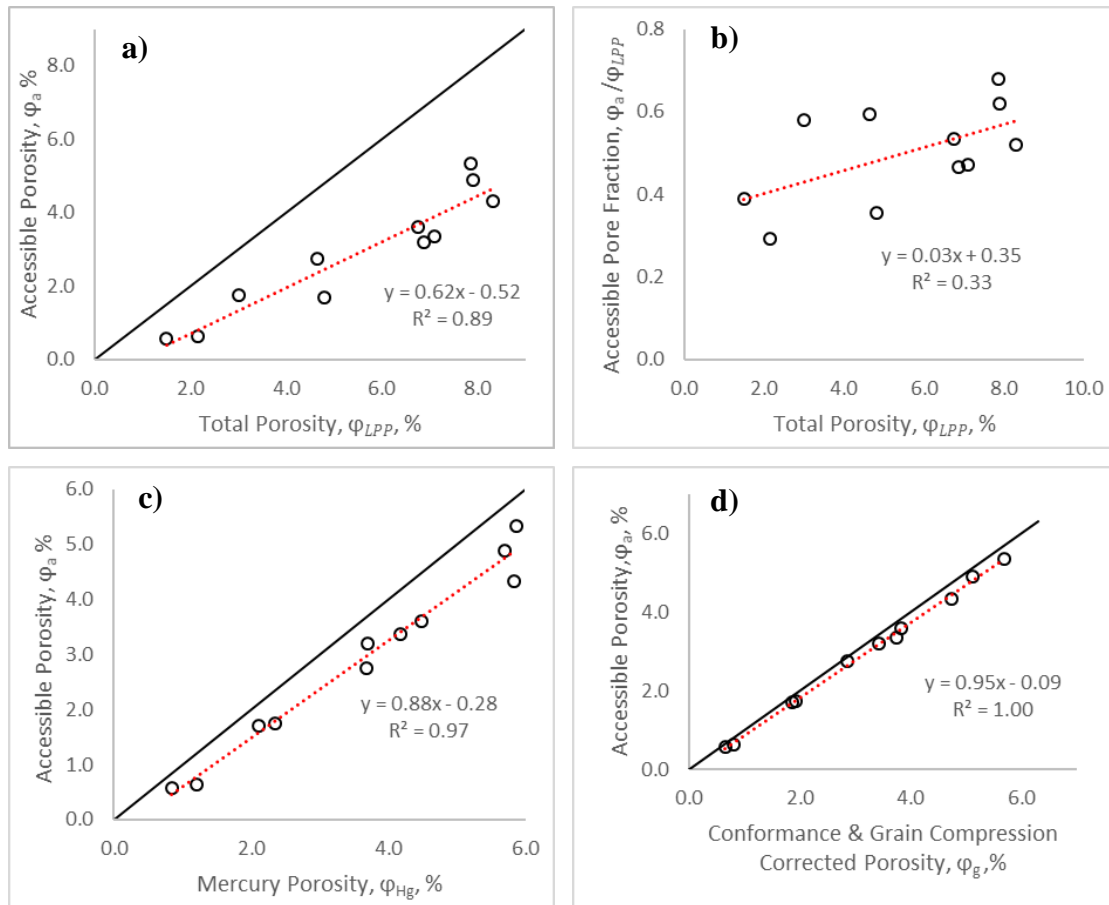 a)
Accessible Porosity, φa %
8.0
6.0
4.0
2.0
0.0
y = 0.62x - 0.52
R² = 0.89
0.0 2.0 4.0 6.0 8.0
Total Porosity, φLPP, %
b)
Accessible Pore Fraction, φa /φLPP
0.8
0.6
0.4
0.2
0.0
y = 0.03x + 0.35
R² = 0.33
0.0 2.0 4.0 6.0 8.0 10.0
Total Porosity, φLPP, %
c)
Accessible Porosity, φa %
6.0
5.0
4.0
3.0
2.0
1.0
0.0
y = 0.88x - 0.28
R² = 0.97
0.0 2.0 4.0 6.0
Mercury Porosity, φHg, %
d)
Accessible Porosity,φa, %
6.0
4.0
2.0
0.0
y = 0.95x - 0.09
R² = 1.00
0.0 2.0 4.0 6.0
Conformance & Grain Compression
Corrected Porosity, φg,%